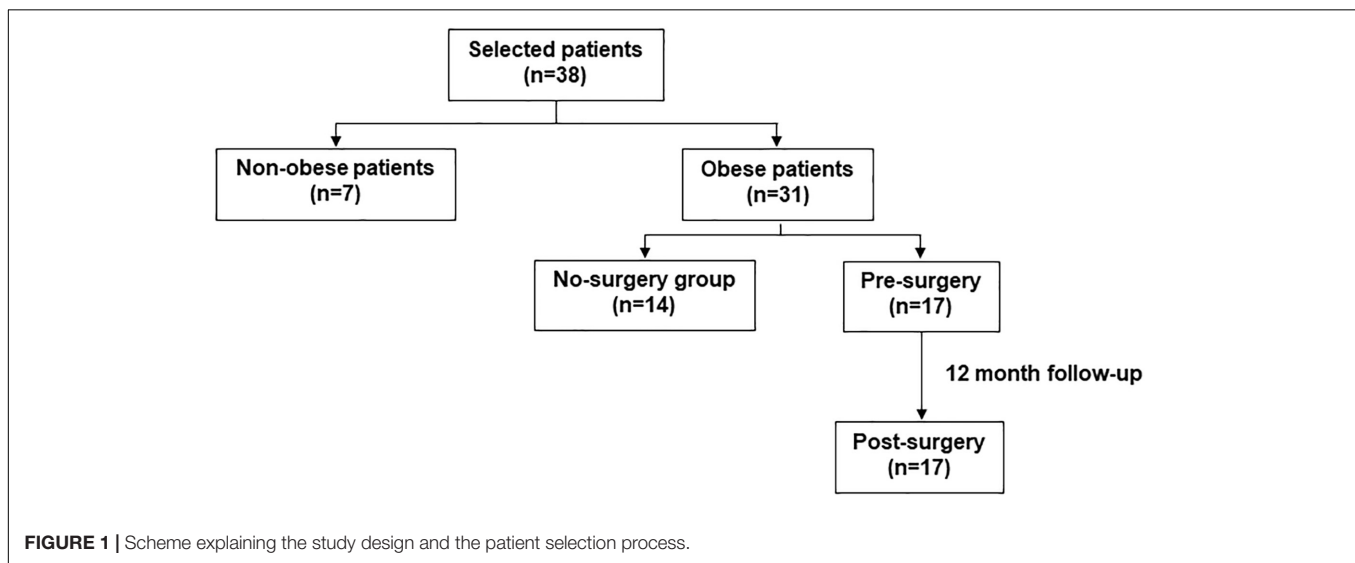 Selected patients
(n=38)
Non-obese patients
(n=7)
Obese patients
(n=31)
No-surgery group
(n=14)
Pre-surgery
(n=17)
12 month follow-up
Post-surgery
(n=17)
FIGURE 1 | Scheme explaining the study design and the patient selection process.